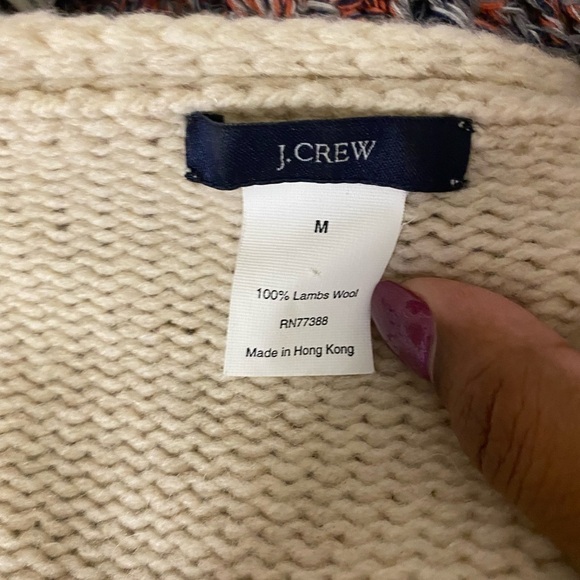 J.CREW
M
100% Lambs Wool
RN77388
Made in Hong Kong